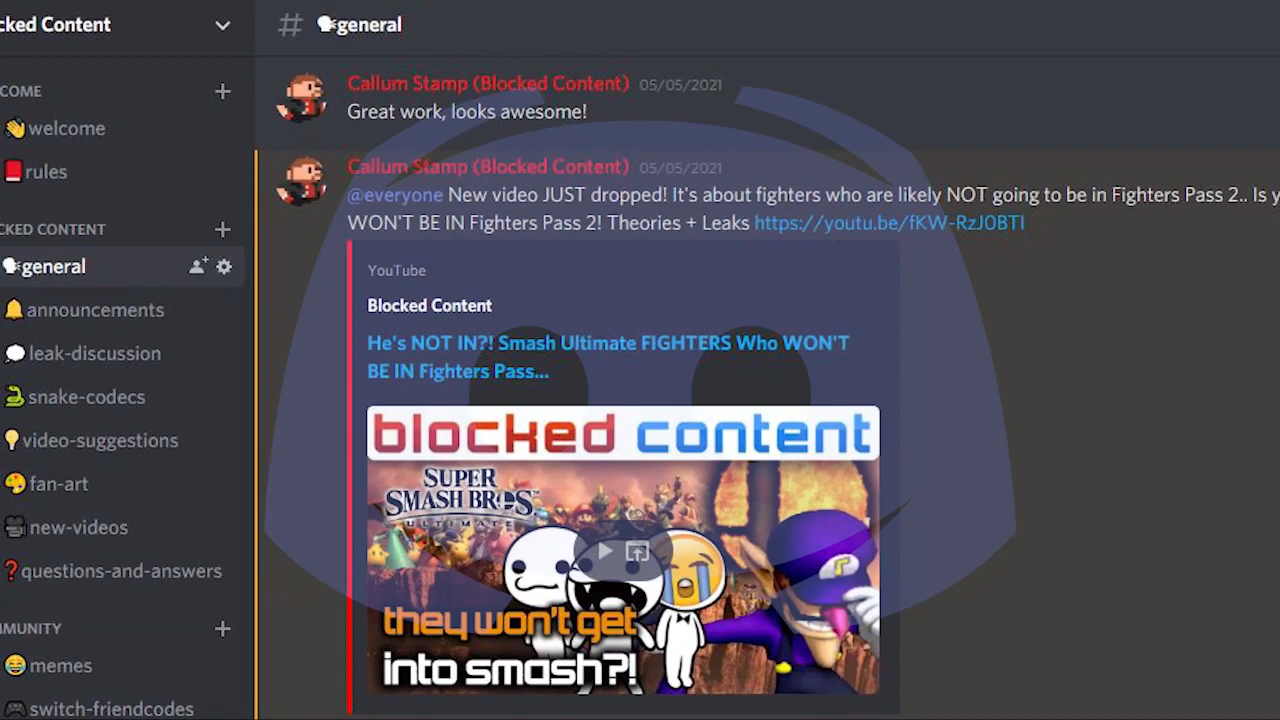 cked Content
COME
welcome
rules
CKED CONTENT
general
announcements
leak-discussion
snake-codecs
video-suggestions
fan-art
new-videos
questions-and-answers
MMUNITY
memes
switch-friendcodes
# general
Callum Stamp (Blocked Content) 05/05/2021
Great work, looks awesome!
Callum Stamp (Blocked Content) 05/05/2021
@everyone New video JUST dropped! It's about fighters who are likely NOT going to be in Fighters Pass 2.. Is y
WON'T BE IN Fighters Pass 2! Theories + Leaks https://youtu.be/fKW-RzJ0BTI
YouTube
Blocked Content
He's NOT IN?! Smash Ultimate FIGHTERS Who WON'T
BE IN Fighters Pass...
blocked content
SUPER
SMASH BROS.
ULTIMATE
they won't get
into smash?!